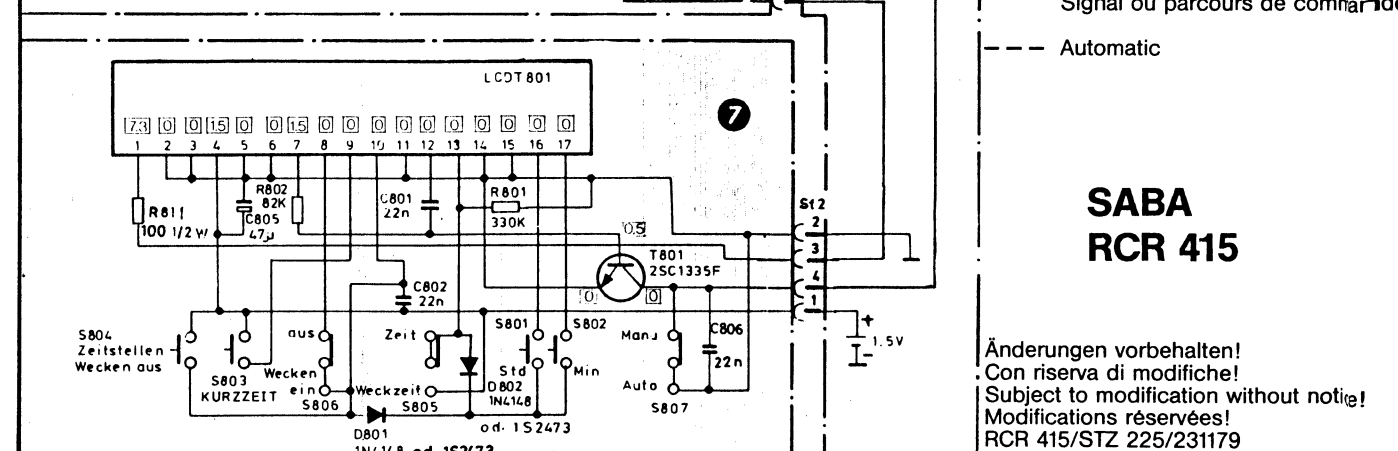 Signal ou parcours de commande
Automatic
LCDT801
7
7.3 0 0 1.5 0 0 1.5 0 0 0 0 0 0 0 0 0 0
1 2 3 4 5 6 7 8 9 10 11 12 13 14 15 16 17
R811
100 1/2 W
R802
82K
C805
47µ
C801
22n
R801
330K
0.5
T801
2SC1335F
0
0
St2
2
3
4
1
C802
22n
S804
Zeitstellen
Wecken aus
S803
KURZZEIT
aus
Wecken
ein
S806
Zeit
Weckzeit
S805
D801
1N4148 od. 1S2473
D802
1N4148
od. 1S2473
S801
Std
S802
Min
Man.
Auto
S807
C806
22n
+
1.5V
-
SABA
RCR 415
Änderungen vorbehalten!
Con riserva di modifiche!
Subject to modification without notice!
Modifications réservées!
RCR 415/STZ 225/231179